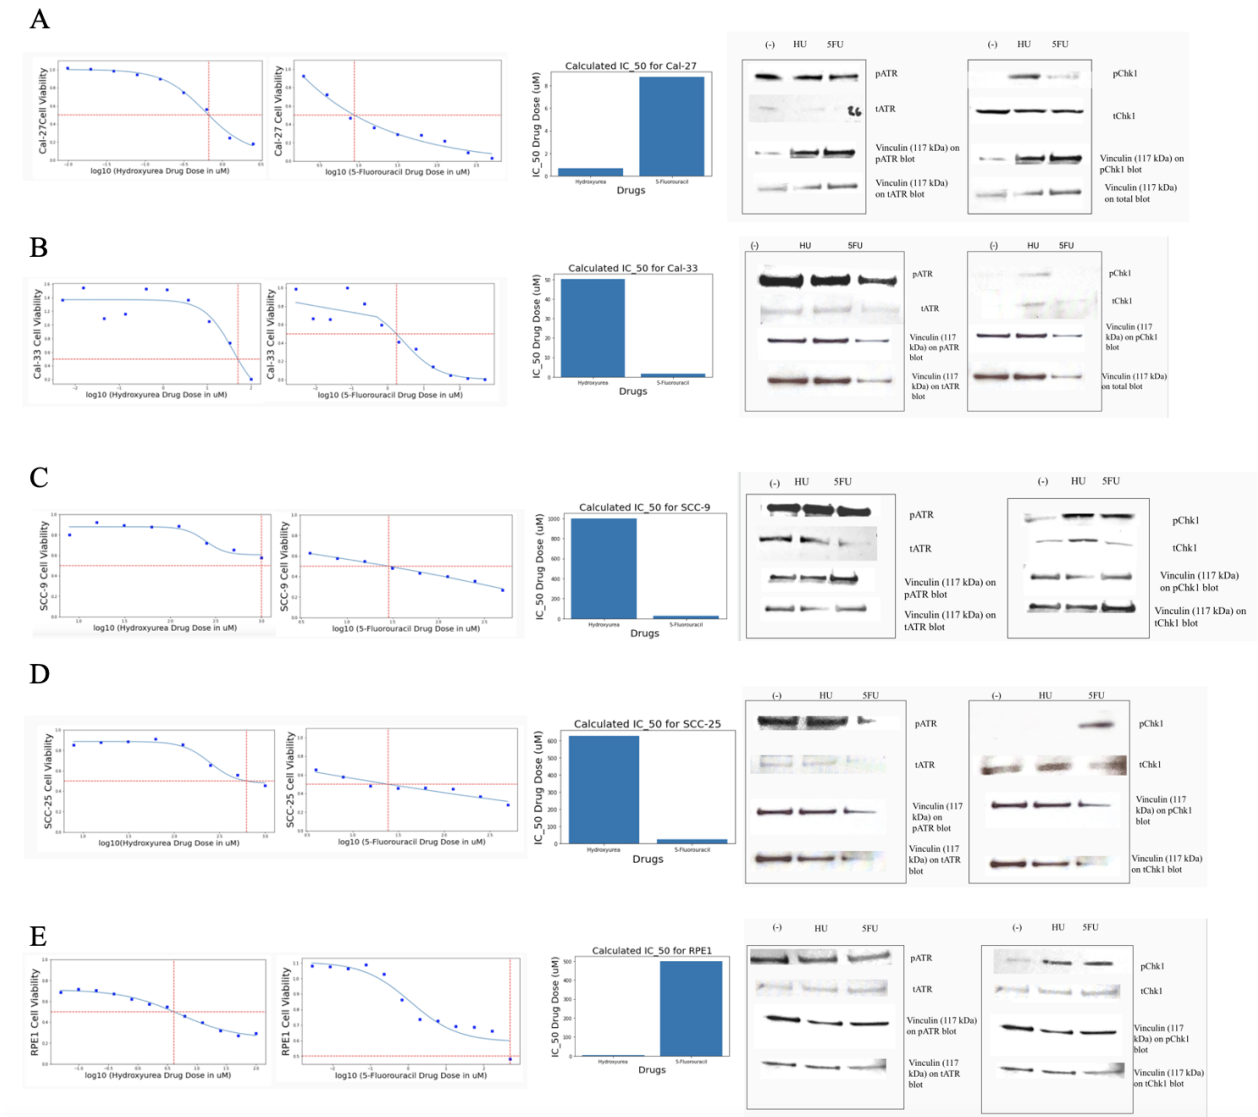 A
Cal-27Cell Viability
log10 (Hydroxyurea Drug Dose in uM)
Cal-27 Cell Viability
log10 (5-Fluorouracil Drug Dose in uM)
Calculated IC_50 for Cal-27
IC_50 Drug Dose (uM)
Hydroxyurea
5-Fluorouracil
Drugs
(-) HU 5FU
pATR
tATR
Vinculin (117 kDa) on
pATR blot
Vinculin (117 kDa)
on tATR blot
(-) HU 5FU
pChk1
tChk1
Vinculin (117 kDa) on
pChk1 blot
Vinculin (117 kDa)
on total blot
B
Cal-33 Cell Viability
log10 (Hydroxyurea Drug Dose in uM)
Cal-33 Cell Viability
log10 (5-Fluorouracil Drug Dose in uM)
Calculated IC_50 for Cal-33
IC_50 Drug Dose (uM)
Hydroxyurea
5-Fluorouracil
Drugs
(-) HU 5FU
pATR
tATR
Vinculin (117
kDa) on pATR
blot
Vinculin (117
kDa) on tATR
blot
(-) HU 5FU
pChk1
tChk1
Vinculin (117
kDa) on pChk1
blot
Vinculin (117 kDa)
on total blot
C
SCC-9 Cell Viability
log10 (Hydroxyurea Drug Dose in uM)
SCC-9 Cell Viability
log10 (5-Fluorouracil Drug Dose in uM)
Calculated IC_50 for SCC-9
IC_50 Drug Dose (uM)
Hydroxyurea
5-Fluorouracil
Drugs
(-) HU 5FU
pATR
tATR
Vinculin (117 kDa) on
pATR blot
Vinculin (117 kDa) on
tATR blot
(-) HU 5FU
pChk1
tChk1
Vinculin (117 kDa)
on pChk1 blot
Vinculin (117 kDa) on
tChk1 blot
D
SCC-25 Cell Viability
log10(Hydroxyurea Drug Dose in uM)
SCC-25 Cell Viability
log10 (5-Fluorouracil Drug Dose in uM)
Calculated IC_50 for SCC-25
IC_50 Drug Dose (uM)
Hydroxyurea
5-Fluorouracil
Drugs
(-) HU 5FU
pATR
tATR
Vinculin (117
kDa) on
pATR blot
Vinculin (117
kDa) on tATR
blot
(-) HU 5FU
pChk1
tChk1
Vinculin (117
kDa) on pChk1
blot
Vinculin (117 kDa)
on tChk1 blot
E
RPE1 Cell Viability
log10 (Hydroxyurea Drug Dose in uM)
RPE1 Cell Viability
log10 (5-Fluorouracil Drug Dose in uM)
Calculated IC_50 for RPE1
IC_50 Drug Dose (uM)
Hydroxyurea
5-Fluorouracil
Drugs
(-) HU 5FU
pATR
tATR
Vinculin (117 kDa)
on pATR blot
Vinculin (117
kDa) on tATR
blot
(-) HU 5FU
pChk1
tChk1
Vinculin (117
kDa) on pChk1
blot
Vinculin (117 kDa)
on tChk1 blot